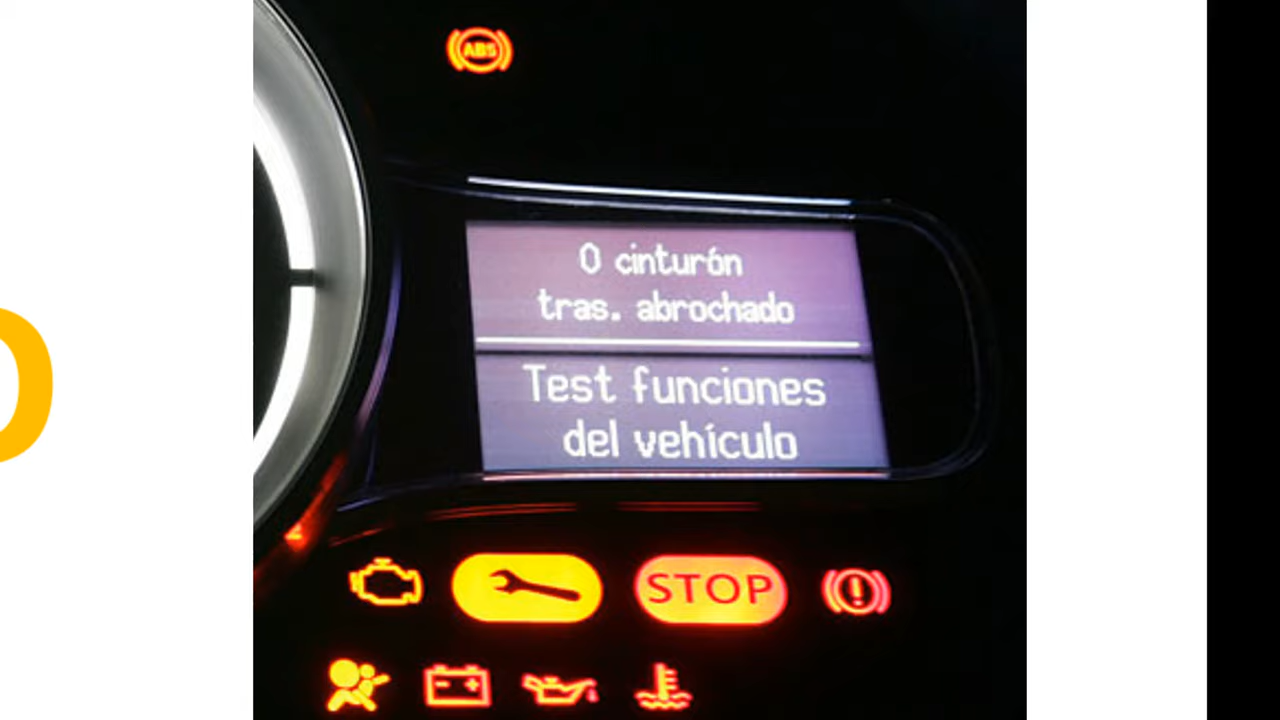 ABS
0 cinturón
tras. abrochado
Test funciones
del vehículo
STOP